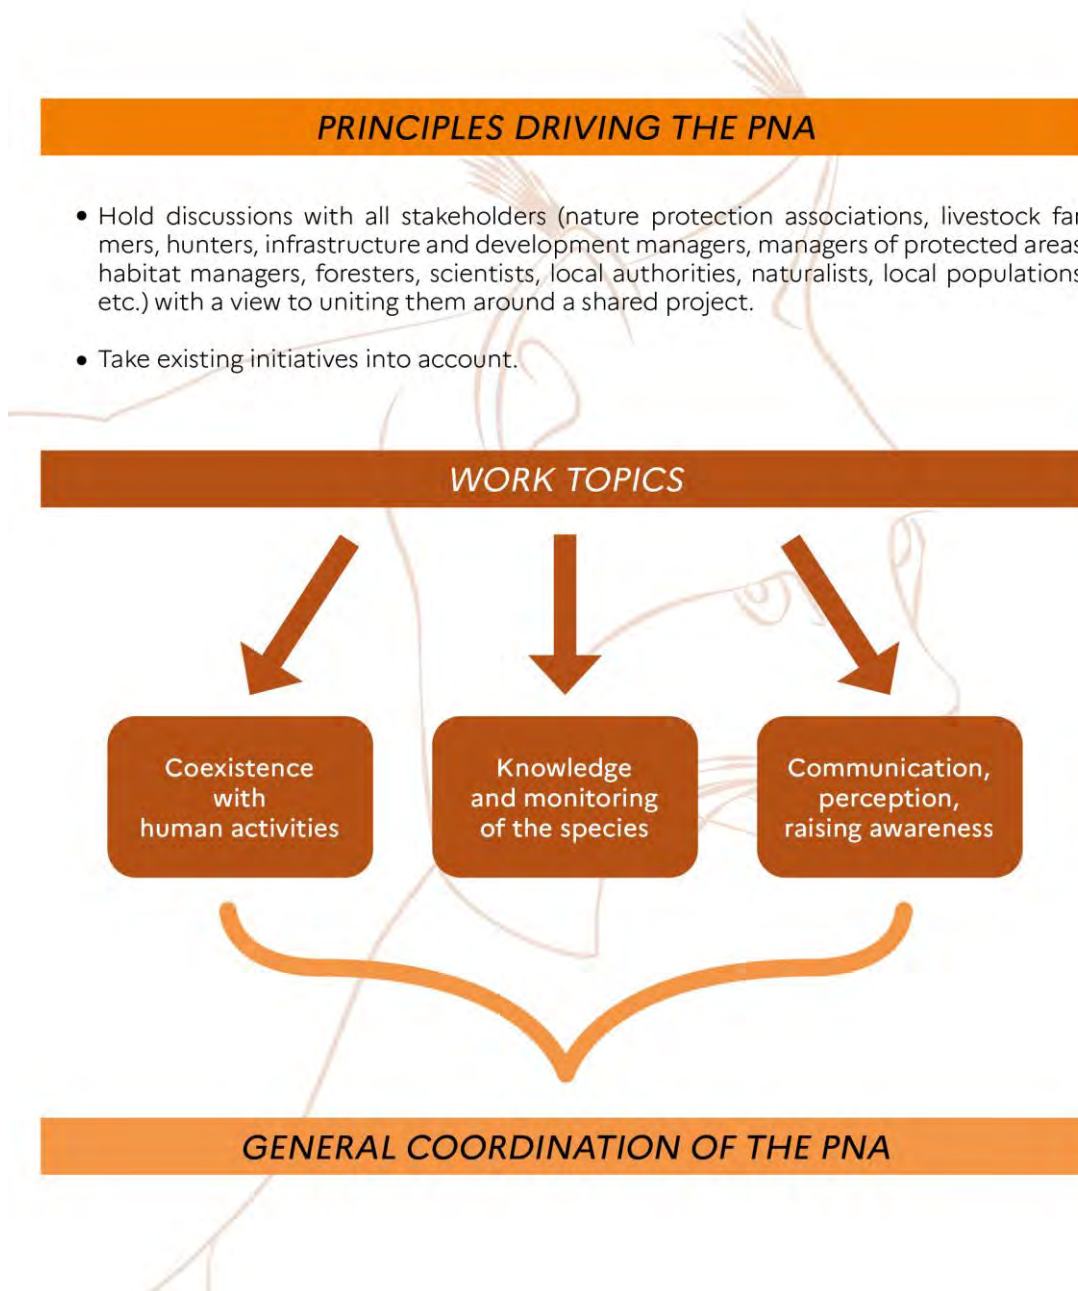 PRINCIPLES DRIVING THE PNA
• Hold discussions with all stakeholders (nature protection associations, livestock far
mers, hunters, infrastructure and development managers, managers of protected areas
habitat managers, foresters, scientists, local authorities, naturalists, local populations
etc.) with a view to uniting them around a shared project.
• Take existing initiatives into account.
WORK TOPICS
Coexistence
with
human activities
Knowledge
and monitoring
of the species
Communication,
perception,
raising awareness
GENERAL COORDINATION OF THE PNA